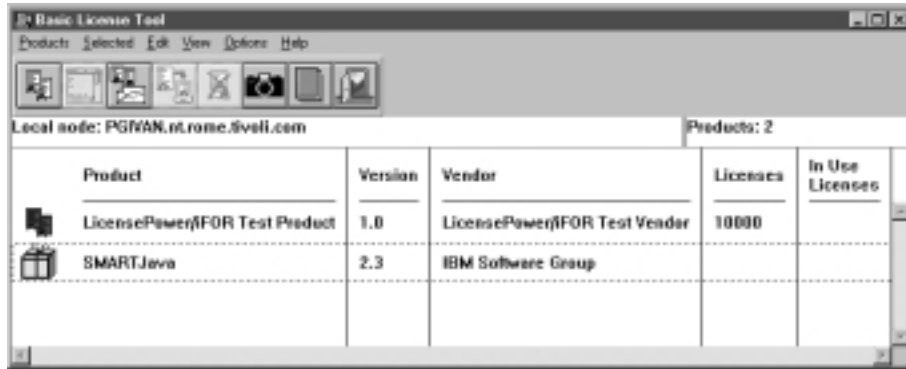 Basic License Tool
Products Selected Edit View Options Help
Local node: PGIVAN.nt.rome.tivoli.com Products: 2
Product Version Vendor Licenses In Use Licenses
LicensePower/iFOR Test Product 1.0 LicensePower/iFOR Test Vendor 10000
SMARTJava 2.3 IBM Software Group